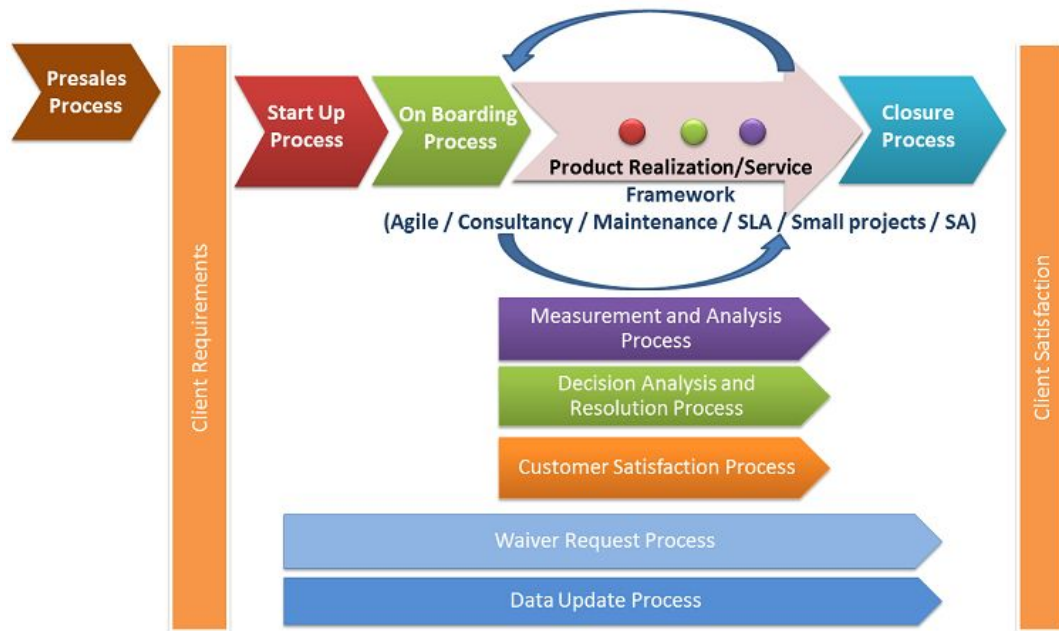 Presales
Process
Client Requirements
Start Up
Process
On Boarding
Process
Product Realization/Service
Framework
(Agile / Consultancy / Maintenance / SLA / Small projects / SA)
Closure
Process
Measurement and Analysis
Process
Decision Analysis and
Resolution Process
Customer Satisfaction Process
Waiver Request Process
Data Update Process
Client Satisfaction